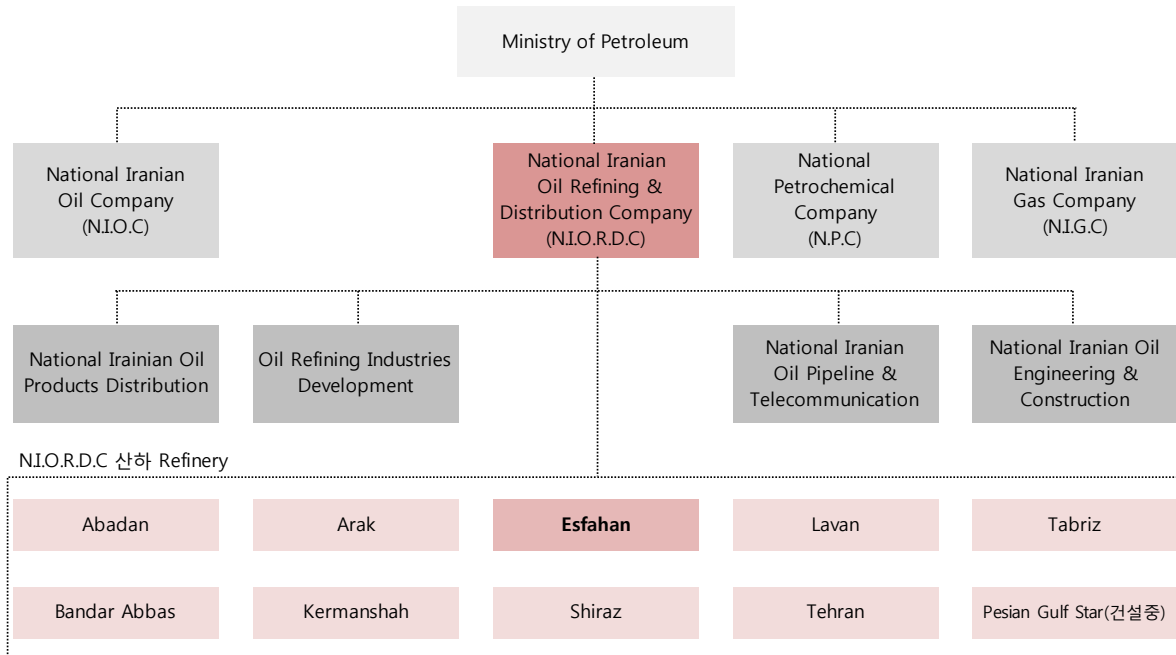 Ministry of Petroleum
National Iranian
Oil Company
(N.I.O.C)
National Iranian
Oil Refining &
Distribution Company
(N.I.O.R.D.C)
National
Petrochemical
Company
(N.P.C)
National Iranian
Gas Company
(N.I.G.C)
National Irainian Oil
Products Distribution
Oil Refining Industries
Development
National Iranian
Oil Pipeline &
Telecommunication
National Iranian Oil
Engineering &
Construction
N.I.O.R.D.C 산하 Refinery
Abadan
Arak
Esfahan
Lavan
Tabriz
Bandar Abbas
Kermanshah
Shiraz
Tehran
Pesian Gulf Star(건설중)